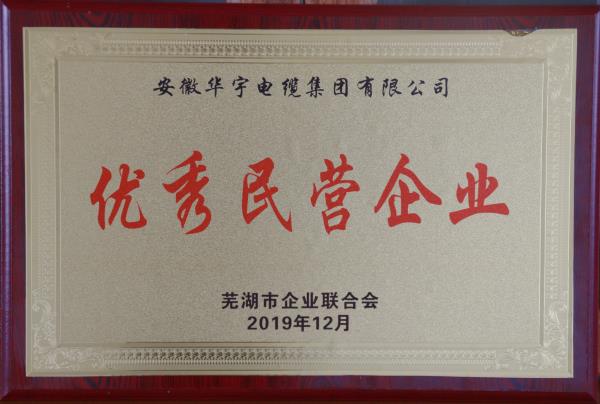 安徽华宇电缆集团有限公司
优秀民营企业
芜湖市企业联合会
2019年12月